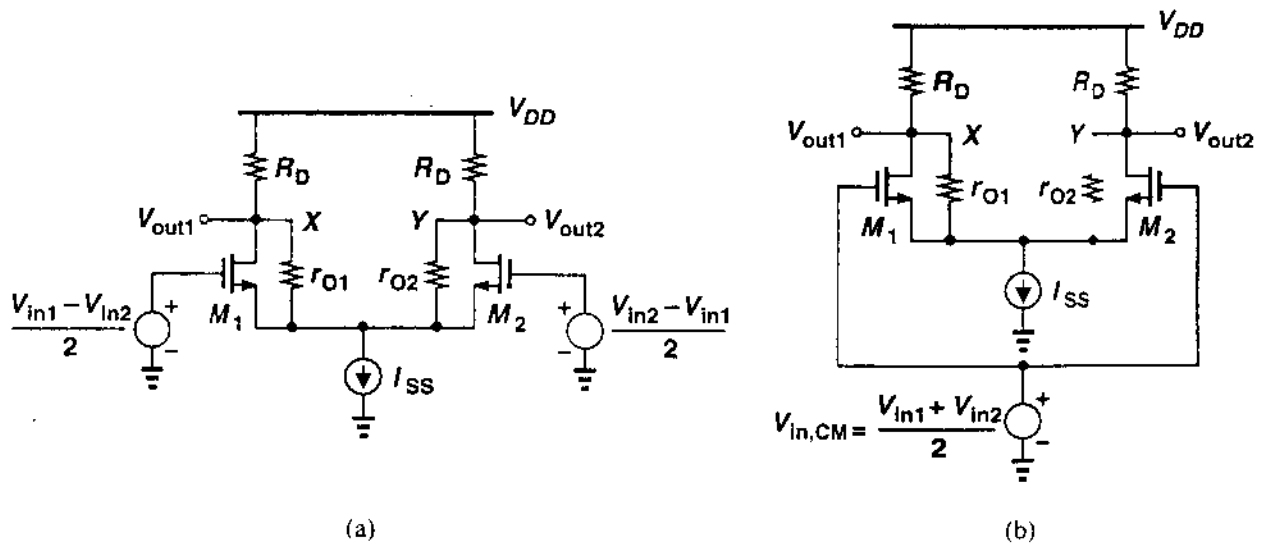 V_DD
R_D
R_D
V_out1
X
Y
V_out2
r_O1
r_O2
M_1
M_2
V_in1 − V_in2
2
+
−
+
−
V_in2 − V_in1
2
I_SS
(a)
V_DD
R_D
R_D
V_out1
X
Y
V_out2
r_O1
r_O2
M_1
M_2
I_SS
V_in,CM = V_in1 + V_in2
2
+
−
(b)